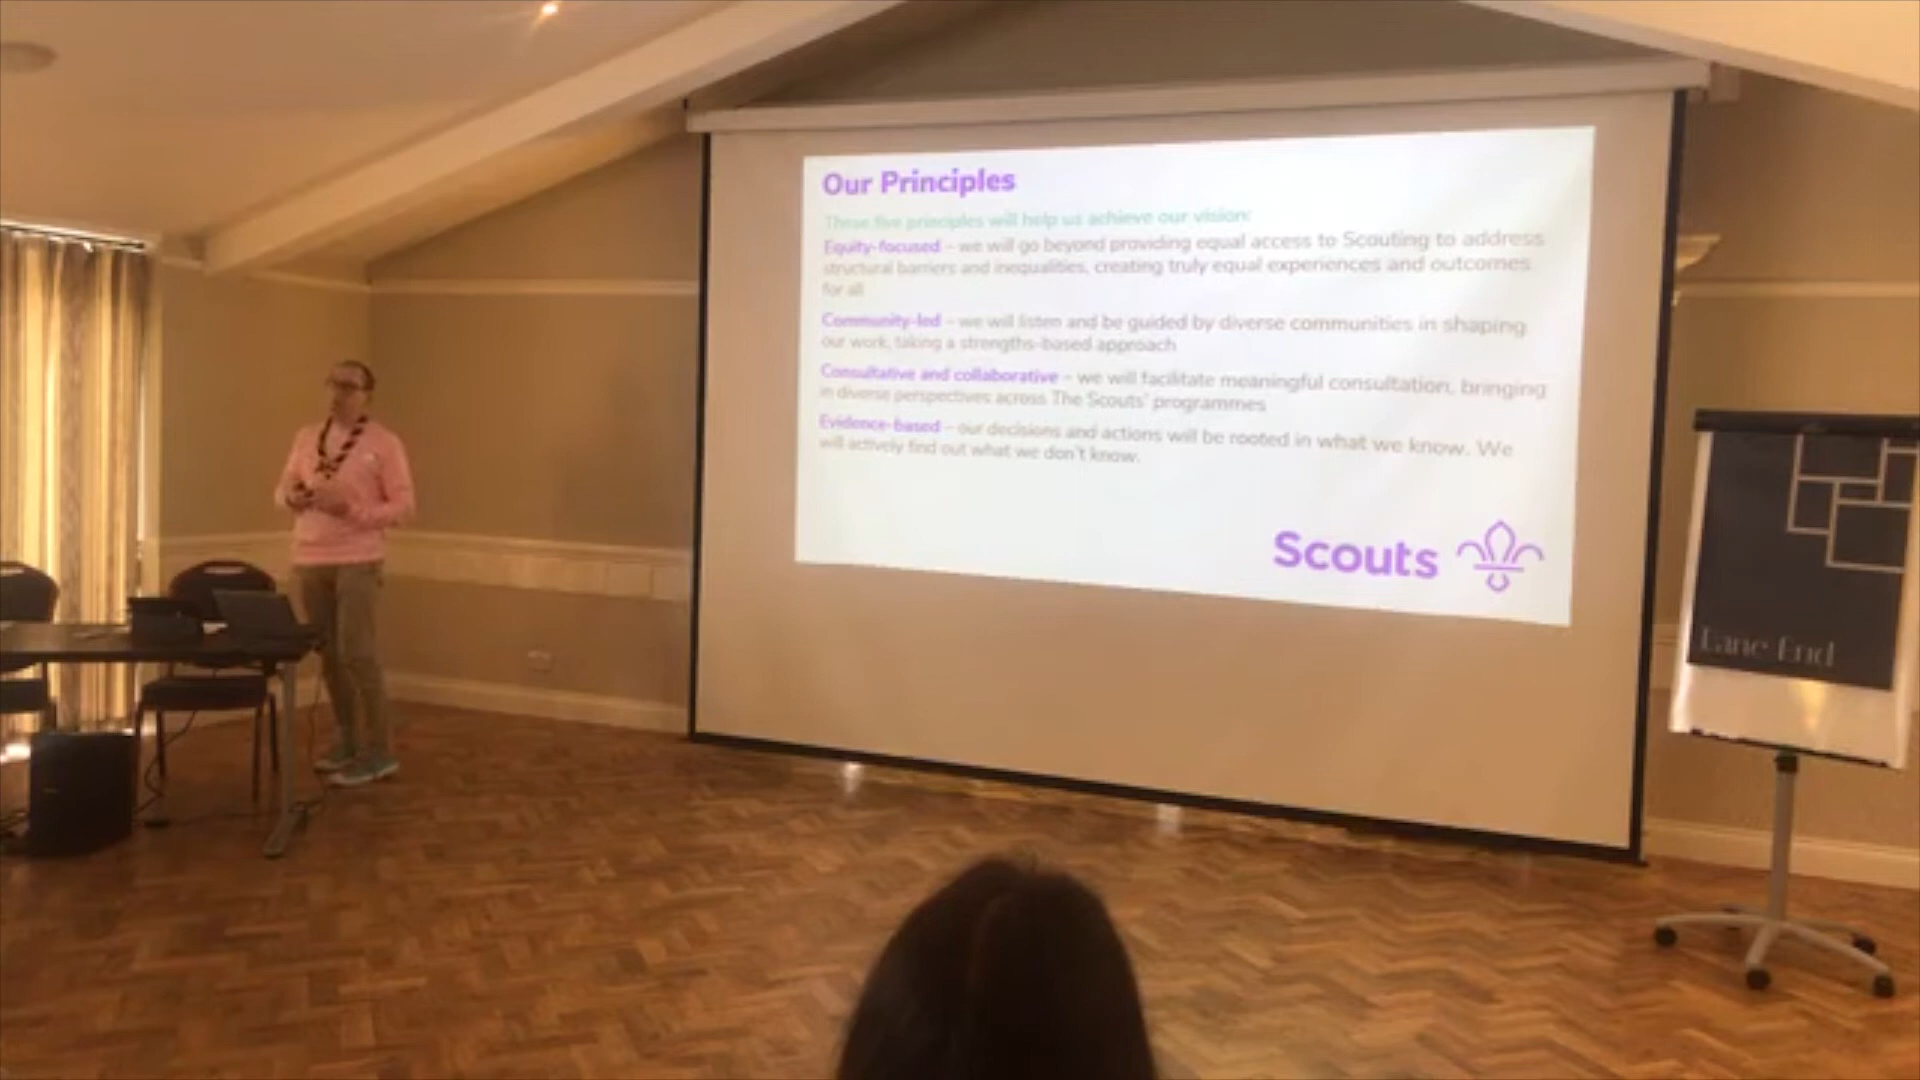 Our Principles
These five principles will help us achieve our vision:
Equity-focused – we will go beyond providing equal access to Scouting to address
structural barriers and inequalities, creating truly equal experiences and outcomes
for all
Community-led – we will listen and be guided by diverse communities in shaping
our work, taking a strengths-based approach
Consultative and collaborative – we will facilitate meaningful consultation, bringing
in diverse perspectives across The Scouts' programmes
Evidence-based – our decisions and actions will be rooted in what we know. We
will actively find out what we don't know.
Scouts
Lane End